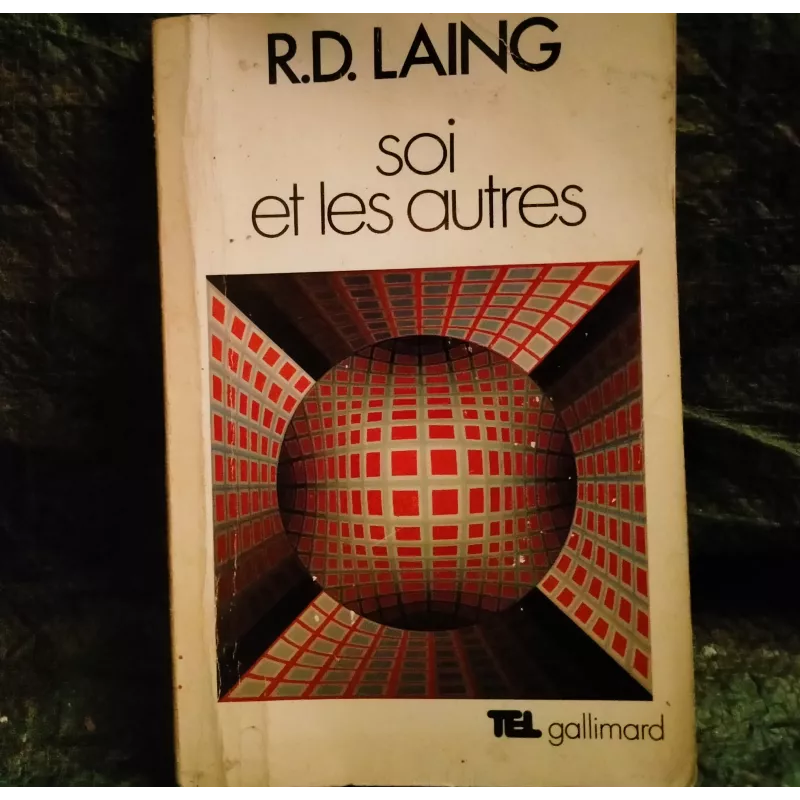 R.D. LAING
soi
et les autres
TEL gallimard